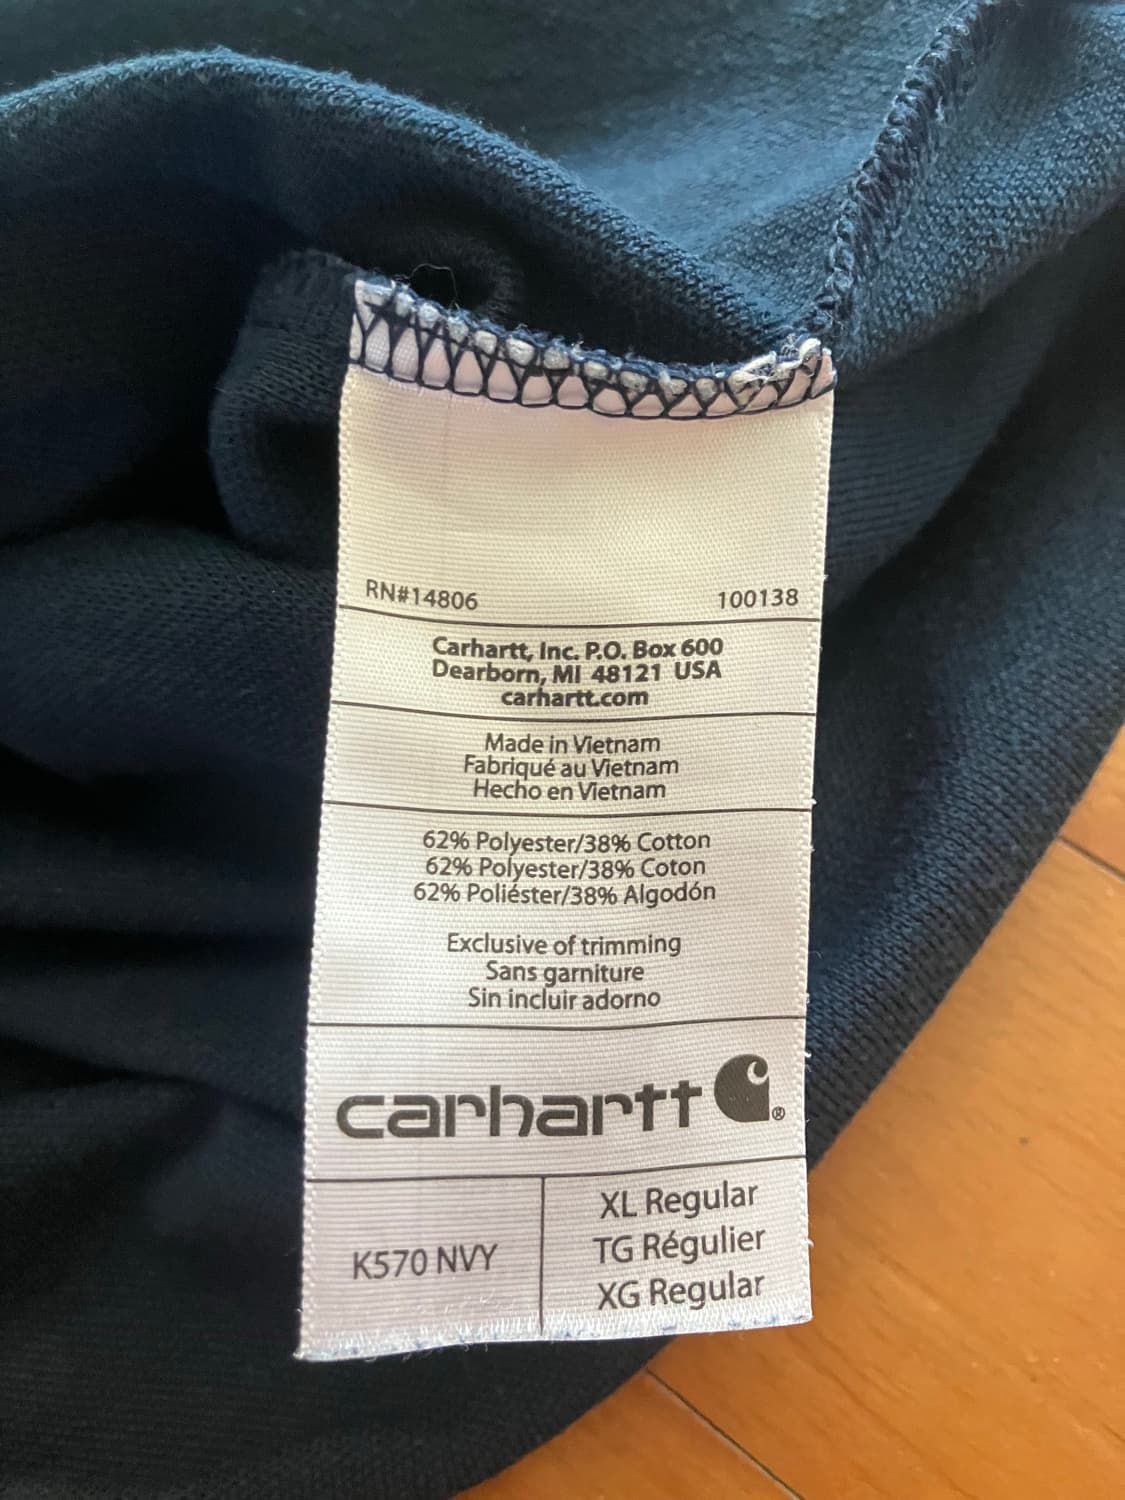 RN#14806 100138
Carhartt, Inc. P.O. Box 600
Dearborn, MI 48121 USA
carhartt.com
Made in Vietnam
Fabriqué au Vietnam
Hecho en Vietnam
62% Polyester/38% Cotton
62% Polyester/38% Coton
62% Poliéster/38% Algodón
Exclusive of trimming
Sans garniture
Sin incluir adorno
carhartt ®
K570 NVY
XL Regular
TG Régulier
XG Regular